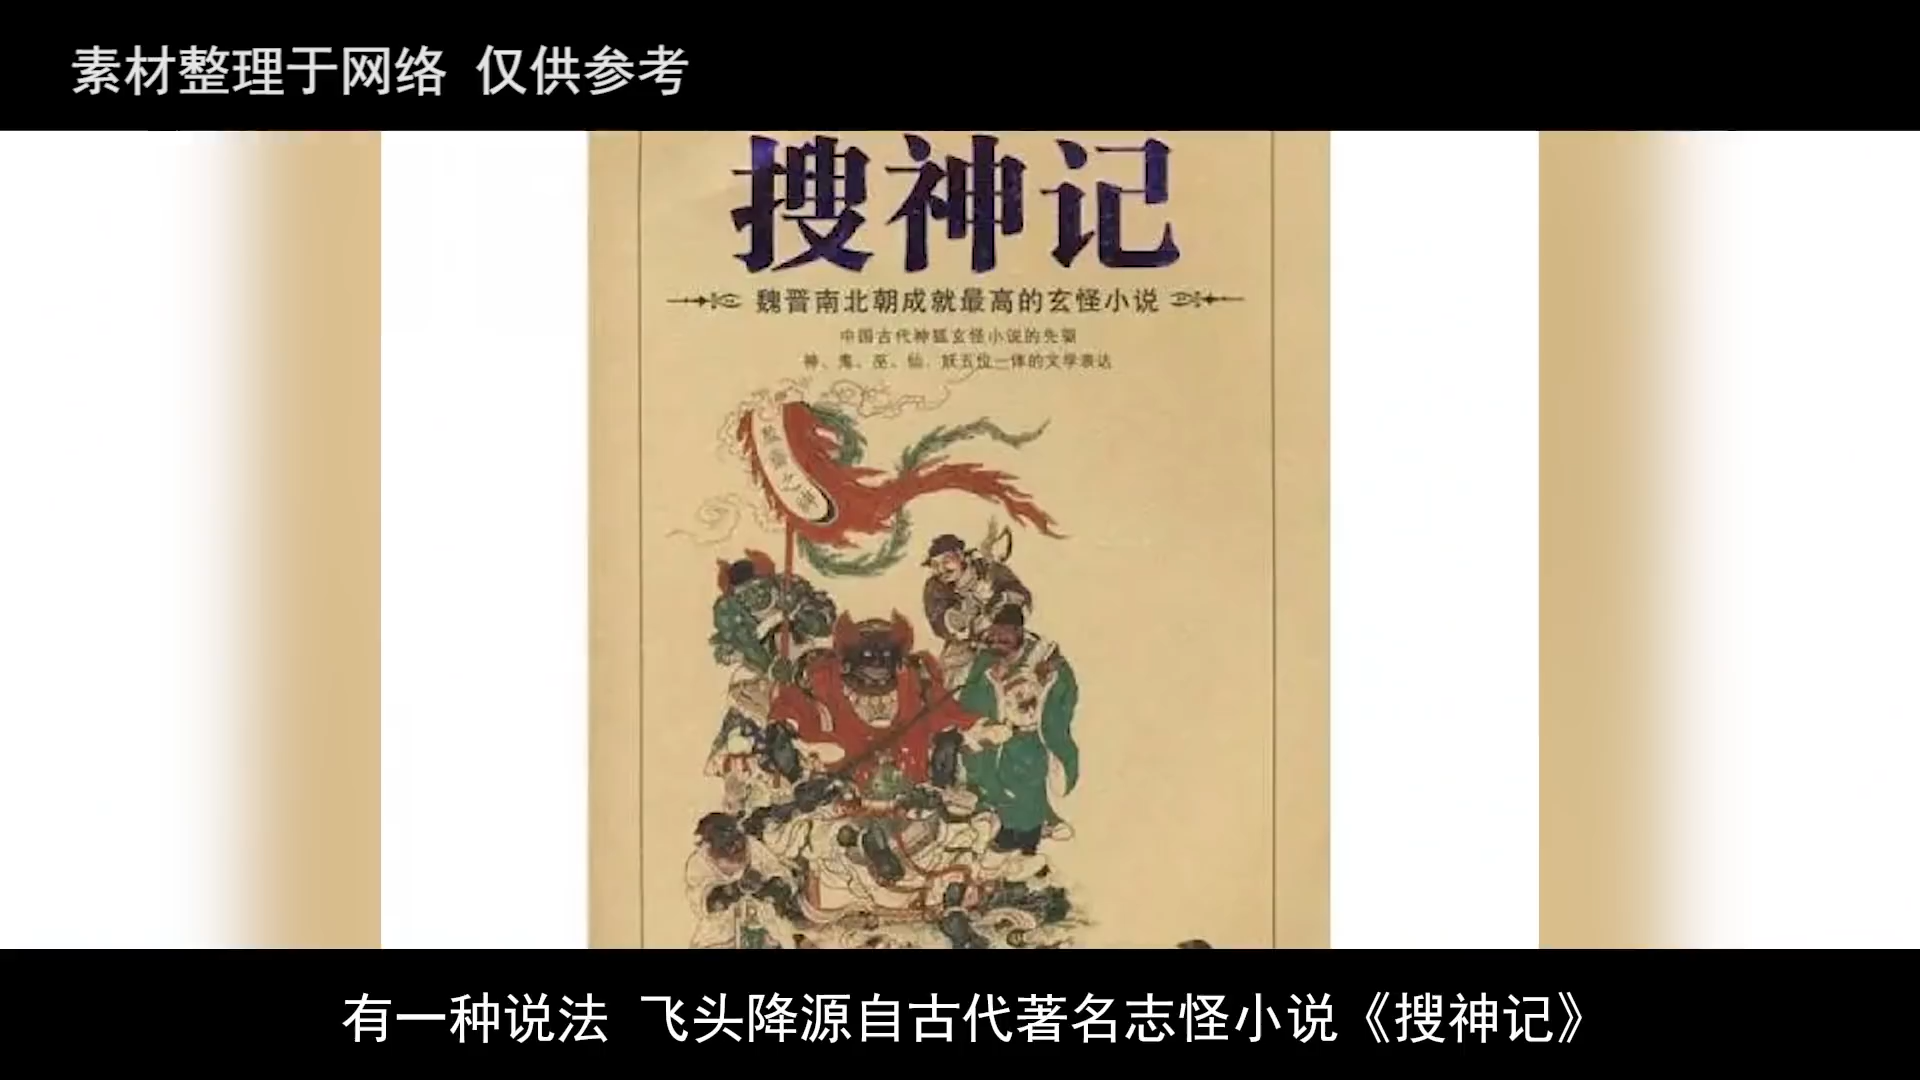 素材整理于网络 仅供参考
搜神记
魏晋南北朝成就最高的玄怪小说
中国古代神狐玄怪小说的先驱
神、鬼、巫、仙、妖五位一体的文学表达
有一种说法 飞头降源自古代著名志怪小说《搜神记》